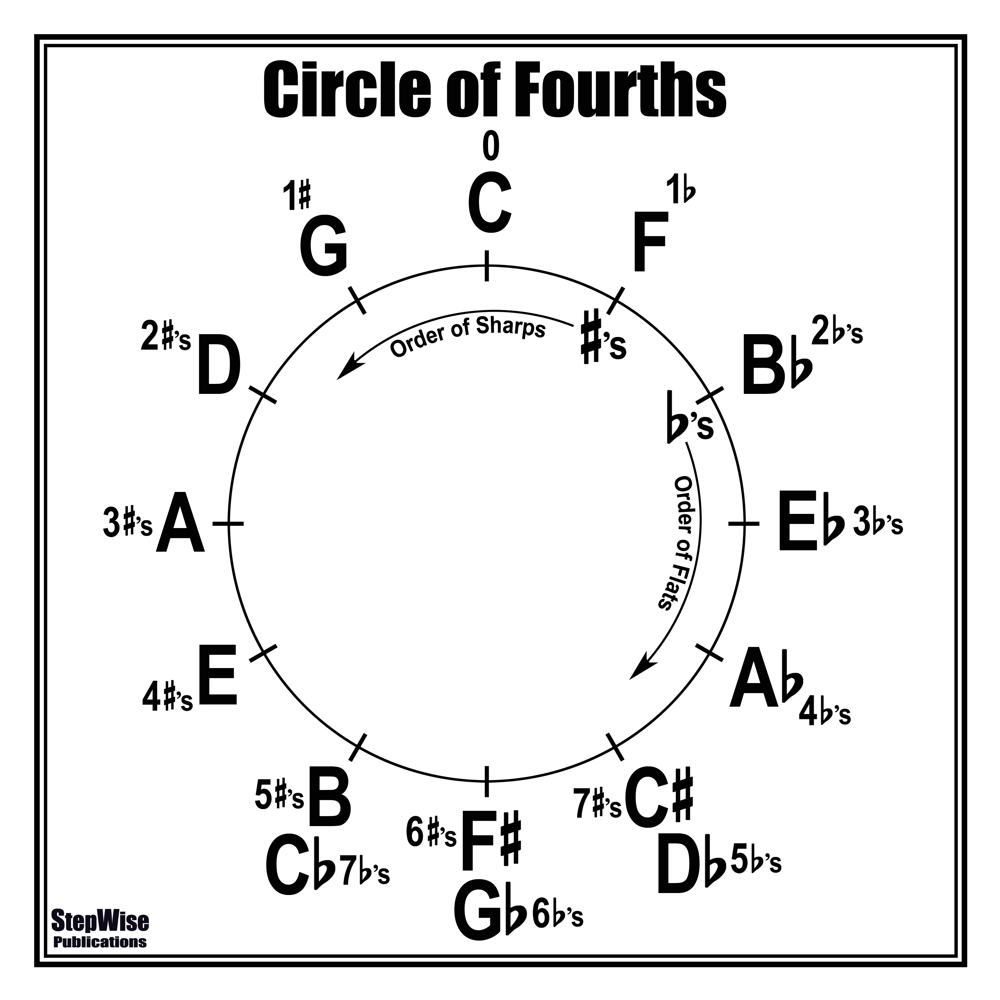 Circle of Fourths
0
C
1♭
F
2♭'s
B♭
E♭ 3♭'s
A♭
4♭'s
7♯'s C♯
D♭ 5♭'s
6♯'s F♯
G♭ 6♭'s
5♯'s B
C♭ 7♭'s
E
4♯'s
3♯'s A
2♯'s
D
1♯
G
♯'s
Order of Sharps
♭'s
Order of Flats
StepWise
Publications